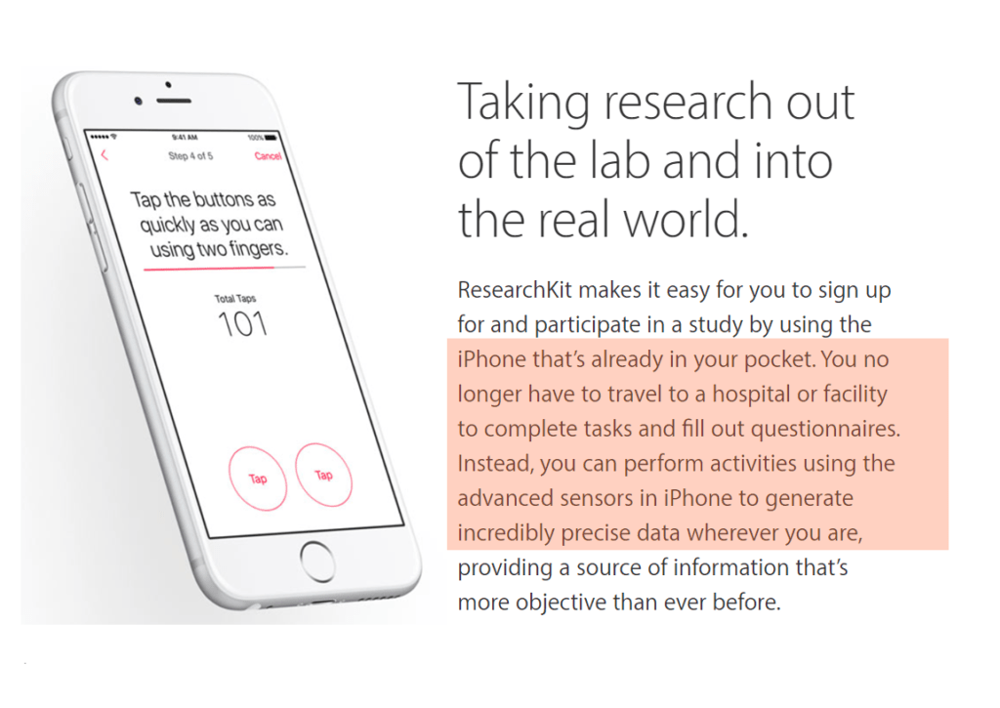 9:41 AM
100%
Step 4 of 5
Cancel
Tap the buttons as
quickly as you can
using two fingers.
Total Taps
101
Tap
Tap
Taking research out
of the lab and into
the real world.
ResearchKit makes it easy for you to sign up
for and participate in a study by using the
iPhone that’s already in your pocket. You no
longer have to travel to a hospital or facility
to complete tasks and fill out questionnaires.
Instead, you can perform activities using the
advanced sensors in iPhone to generate
incredibly precise data wherever you are,
providing a source of information that’s
more objective than ever before.